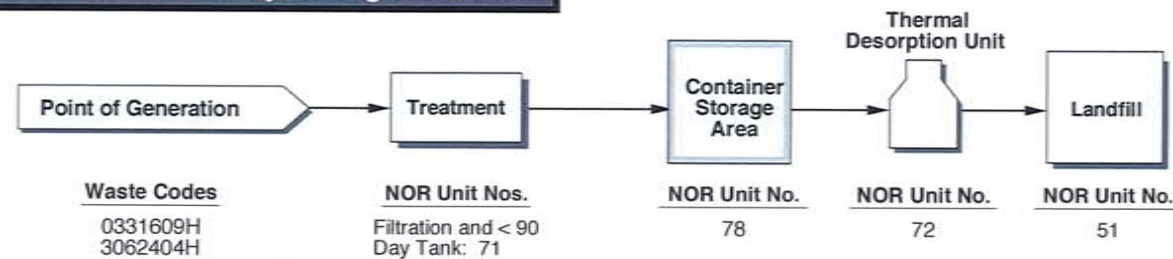 Thermal
Desorption Unit
Point of Generation
Treatment
Container
Storage
Area
Landfill
Waste Codes
0331609H
3062404H
NOR Unit Nos.
Filtration and < 90
Day Tank: 71
NOR Unit No.
78
NOR Unit No.
72
NOR Unit No.
51